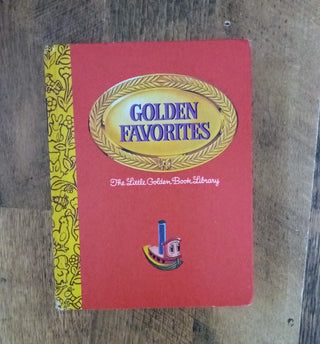 GOLDEN
FAVORITES
The Little Golden Book Library